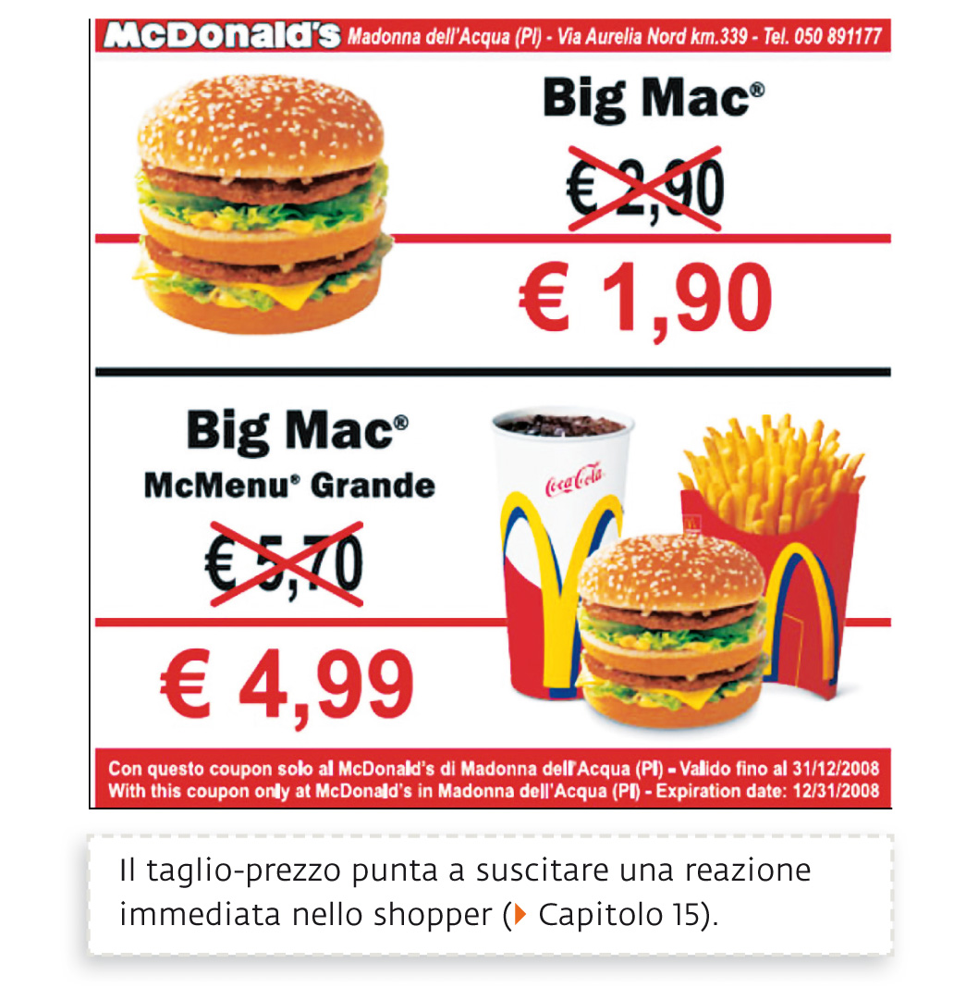 McDonald's Madonna dell'Acqua (PI) - Via Aurelia Nord km.339 - Tel. 050 891177
Big Mac®
€ 2,90
€ 1,90
Big Mac®
McMenu® Grande
€ 5,70
€ 4,99
Coca-Cola
Con questo coupon solo al McDonald's di Madonna dell'Acqua (PI) - Valido fino al 31/12/2008
With this coupon only at McDonald's in Madonna dell'Acqua (PI) - Expiration date: 12/31/2008
Il taglio-prezzo punta a suscitare una reazione
immediata nello shopper (▶ Capitolo 15).